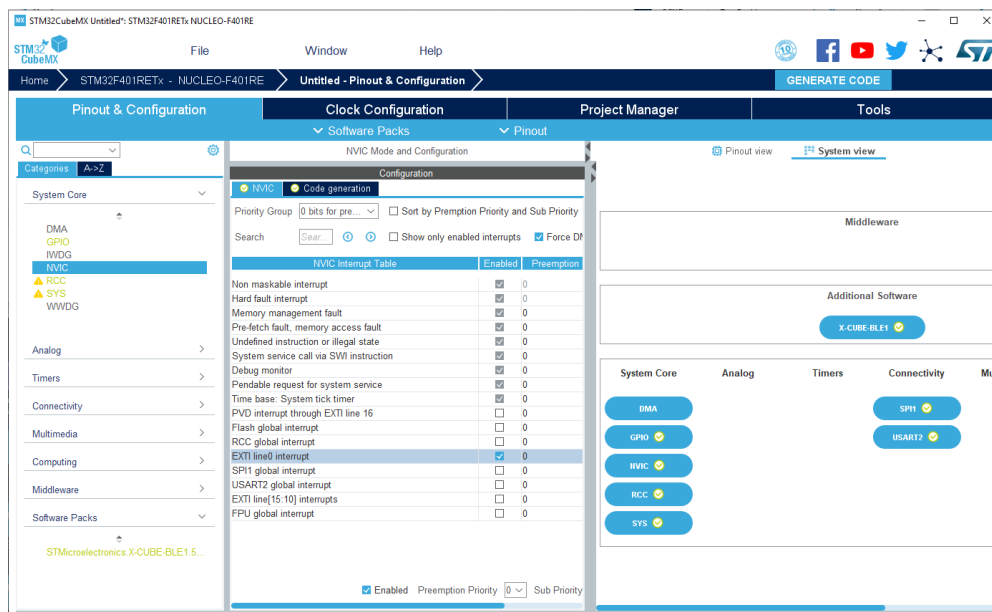 MX STM32CubeMX Untitled*: STM32F401RETx NUCLEO-F401RE
STM32
CubeMX
File Window Help
10
Home STM32F401RETx - NUCLEO-F401RE Untitled - Pinout & Configuration GENERATE CODE
Pinout & Configuration Clock Configuration Project Manager Tools
Software Packs Pinout
Categories A->Z
System Core
DMA
GPIO
IWDG
NVIC
RCC
SYS
WWDG
Analog
Timers
Connectivity
Multimedia
Computing
Middleware
Software Packs
STMicroelectronics.X-CUBE-BLE1.5...
NVIC Mode and Configuration
Configuration
NVIC Code generation
Priority Group 0 bits for pre... Sort by Premption Priority and Sub Priority
Search Sear... Show only enabled interrupts Force DM
NVIC Interrupt Table Enabled Preemption
Non maskable interrupt 0
Hard fault interrupt 0
Memory management fault 0
Pre-fetch fault, memory access fault 0
Undefined instruction or illegal state 0
System service call via SWI instruction 0
Debug monitor 0
Pendable request for system service 0
Time base: System tick timer 0
PVD interrupt through EXTI line 16 0
Flash global interrupt 0
RCC global interrupt 0
EXTI line0 interrupt 0
SPI1 global interrupt 0
USART2 global interrupt 0
EXTI line[15:10] interrupts 0
FPU global interrupt 0
Enabled Preemption Priority 0 Sub Priority
Pinout view System view
Middleware
Additional Software
X-CUBE-BLE1
System Core Analog Timers Connectivity Mu
DMA SPI1
GPIO USART2
NVIC
RCC
SYS